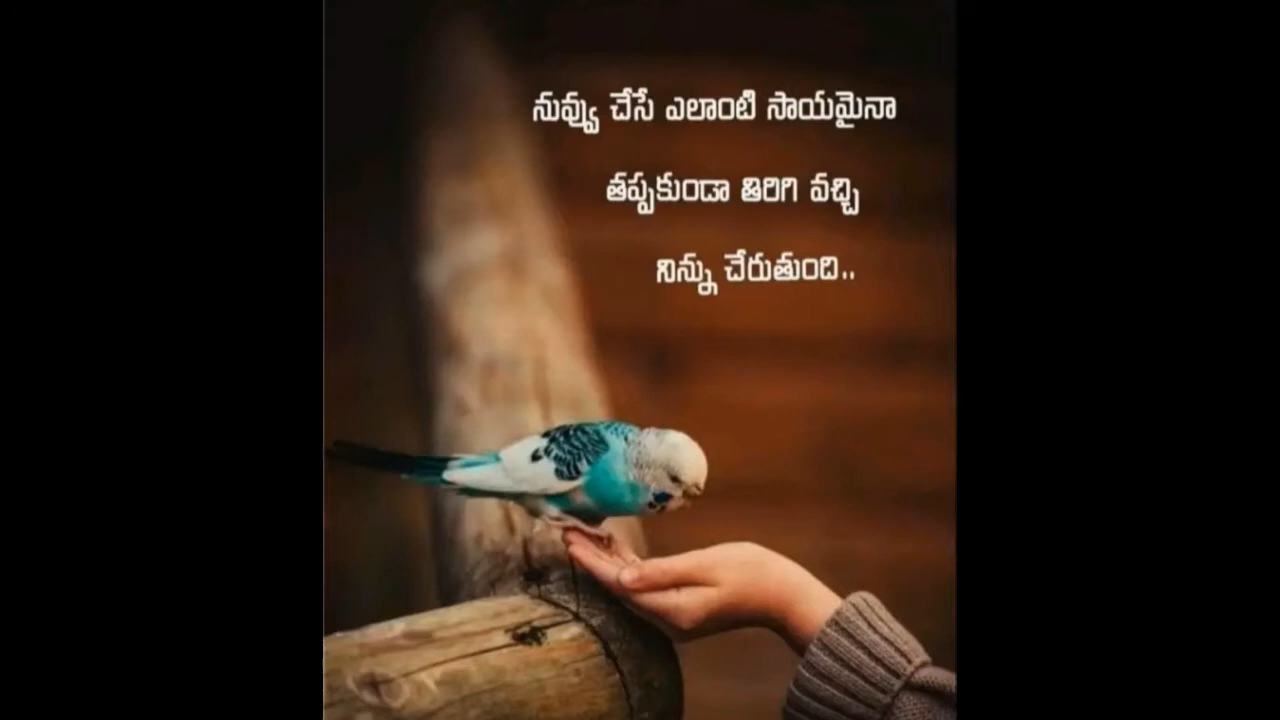 నువ్వు చేసే ఎలాంటి సాయమైనా
తప్పకుండా తిరిగి వచ్చి
నిన్ను చేరుతుంది..